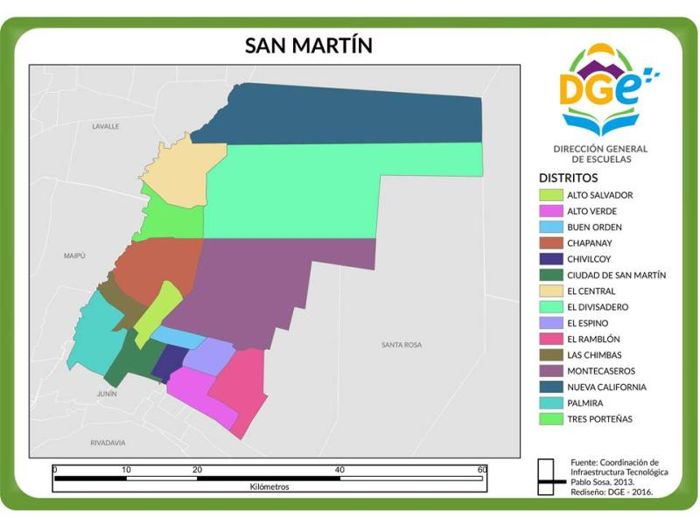 SAN MARTÍN
LAVALLE
MAIPÚ
JUNÍN
RIVADAVIA
SANTA ROSA
DGe
DIRECCIÓN GENERAL
DE ESCUELAS
DISTRITOS
ALTO SALVADOR
ALTO VERDE
BUEN ORDEN
CHAPANAY
CHIVILCOY
CIUDAD DE SAN MARTÍN
EL CENTRAL
EL DIVISADERO
EL ESPINO
EL RAMBLÓN
LAS CHIMBAS
MONTECASEROS
NUEVA CALIFORNIA
PALMIRA
TRES PORTEÑAS
0 10 20 40 60
Kilómetros
Fuente: Coordinación de
Infraestructura Tecnológica
Pablo Sosa. 2013.
Rediseño: DGE - 2016.